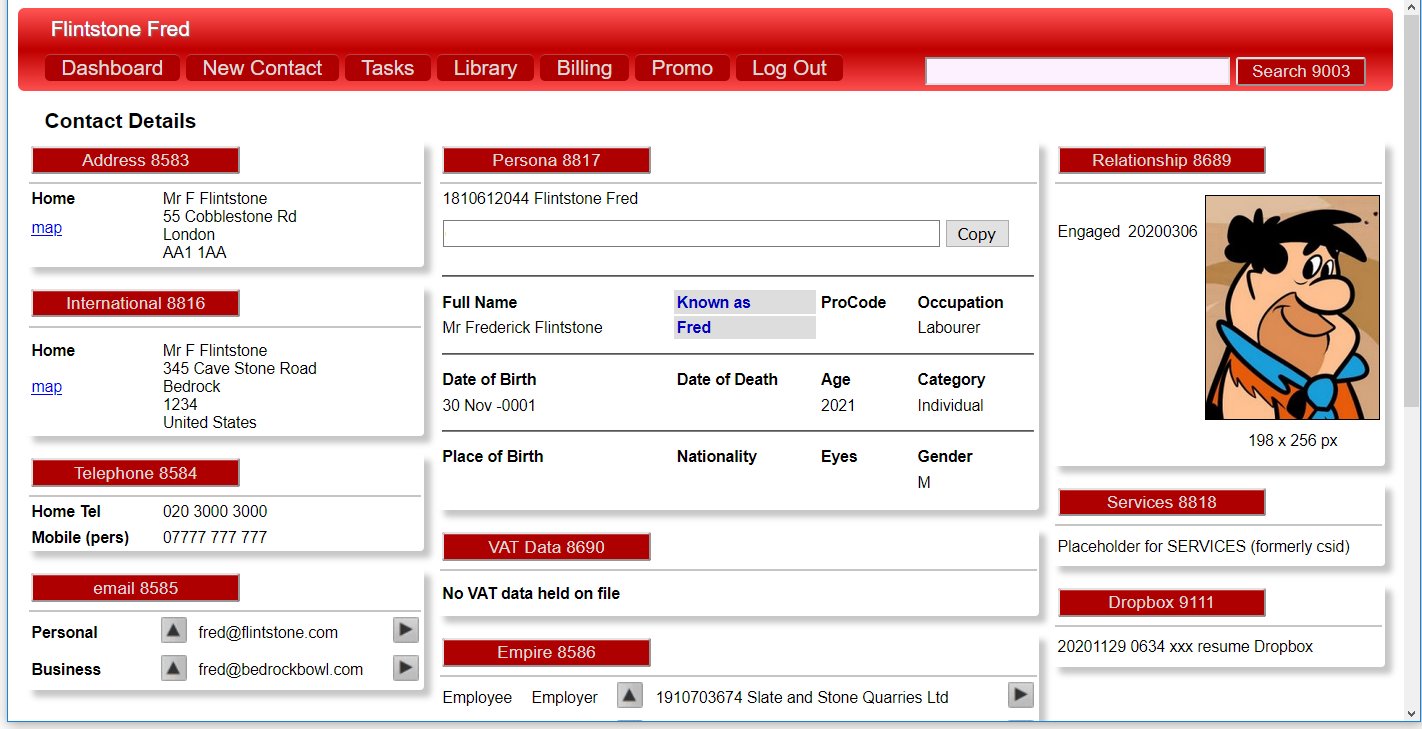 Flintstone Fred
Dashboard New Contact Tasks Library Billing Promo Log Out Search 9003
Contact Details
Address 8583
Home Mr F Flintstone
map 55 Cobblestone Rd
London
AA1 1AA
International 8816
Home Mr F Flintstone
345 Cave Stone Road
map Bedrock
1234
United States
Telephone 8584
Home Tel 020 3000 3000
Mobile (pers) 07777 777 777
email 8585
Personal fred@flintstone.com
Business fred@bedrockbowl.com
Persona 8817
1810612044 Flintstone Fred
Copy
Full Name Known as ProCode Occupation
Mr Frederick Flintstone Fred Labourer
Date of Birth Date of Death Age Category
30 Nov -0001 2021 Individual
Place of Birth Nationality Eyes Gender
M
VAT Data 8690
No VAT data held on file
Empire 8586
Employee Employer 1910703674 Slate and Stone Quarries Ltd
Relationship 8689
Engaged 20200306
198 x 256 px
Services 8818
Placeholder for SERVICES (formerly csid)
Dropbox 9111
20201129 0634 xxx resume Dropbox